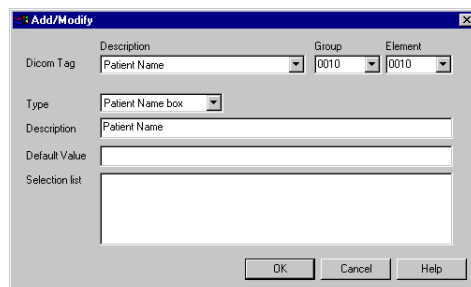 Add/Modify
Description Group Element
Dicom Tag Patient Name 0010 0010
Type Patient Name box
Description Patient Name
Default Value
Selection list
OK Cancel Help